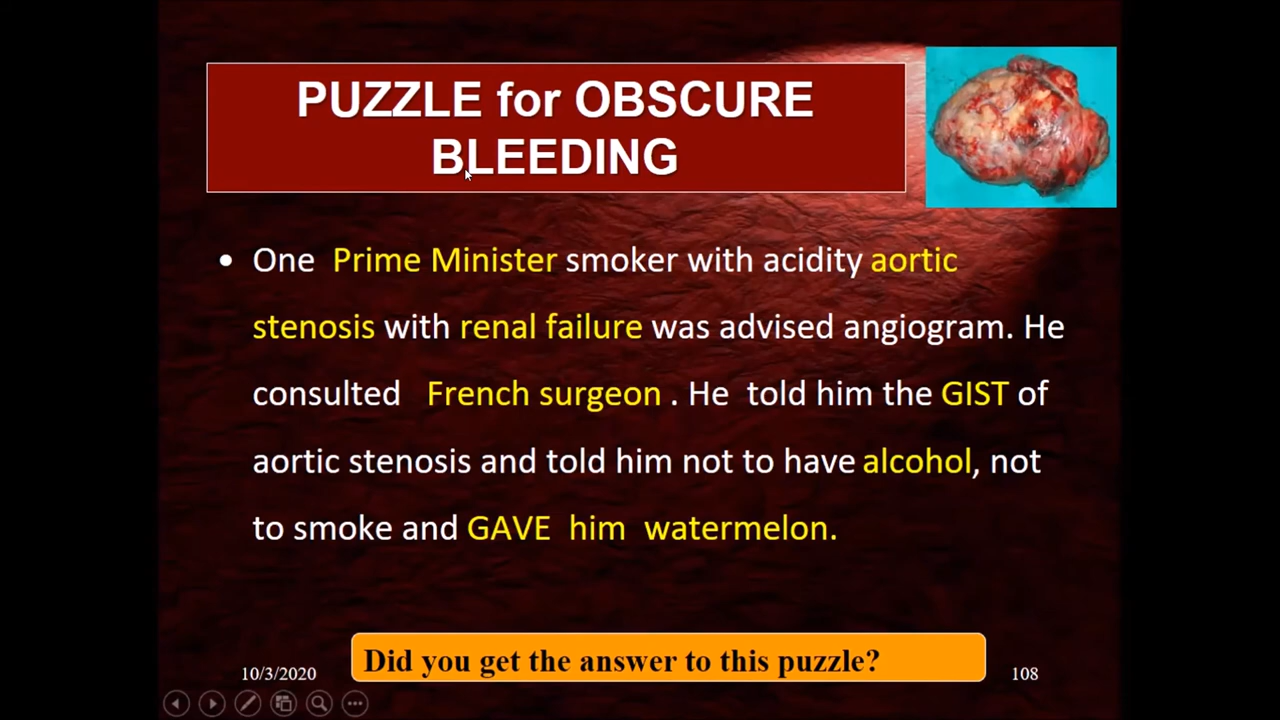 PUZZLE for OBSCURE
BLEEDING
• One Prime Minister smoker with acidity aortic
stenosis with renal failure was advised angiogram. He
consulted French surgeon . He told him the GIST of
aortic stenosis and told him not to have alcohol, not
to smoke and GAVE him watermelon.
Did you get the answer to this puzzle?
10/3/2020
108